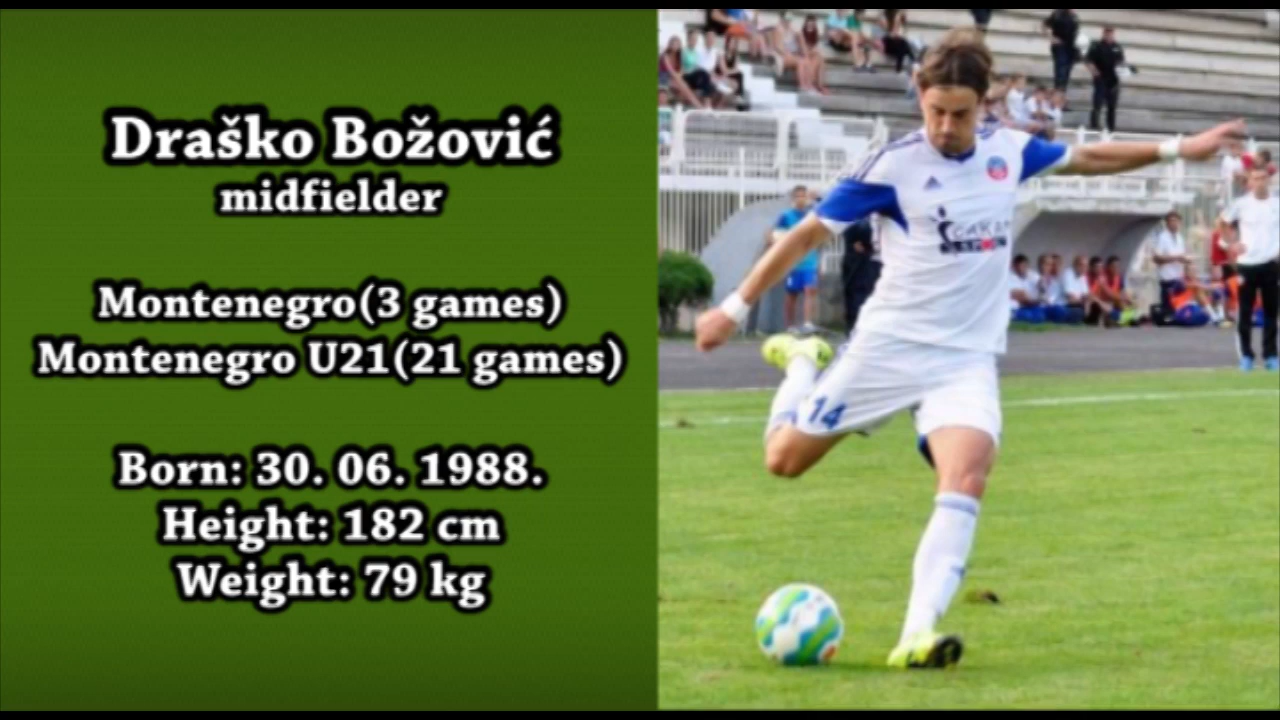 Draško Božović
midfielder
Montenegro(3 games)
Montenegro U21(21 games)
Born: 30. 06. 1988.
Height: 182 cm
Weight: 79 kg
14